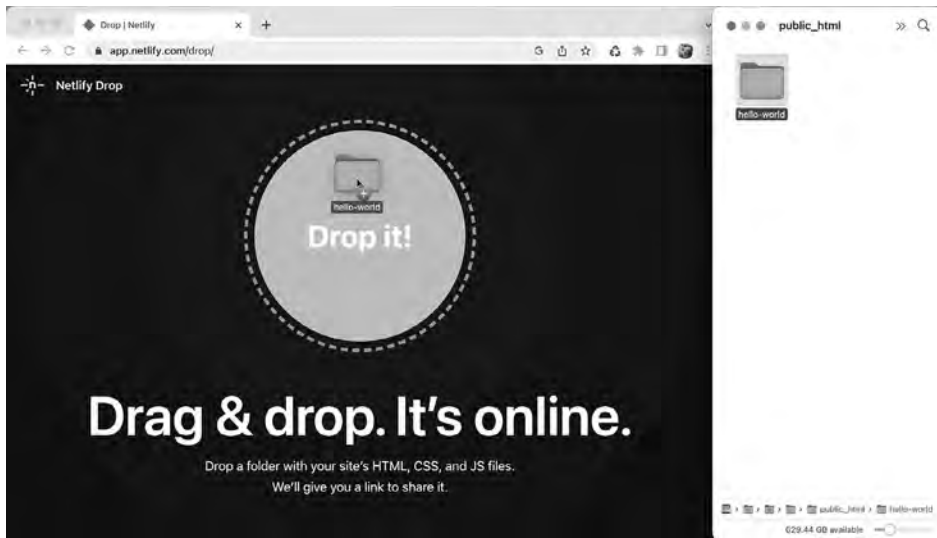 Drop | Netlify
app.netlify.com/drop/
Netlify Drop
hello-world
Drop it!
Drag & drop. It's online.
Drop a folder with your site's HTML, CSS, and JS files.
We'll give you a link to share it.
public_html
hello-world
public_html › hello-world
629.44 GB available